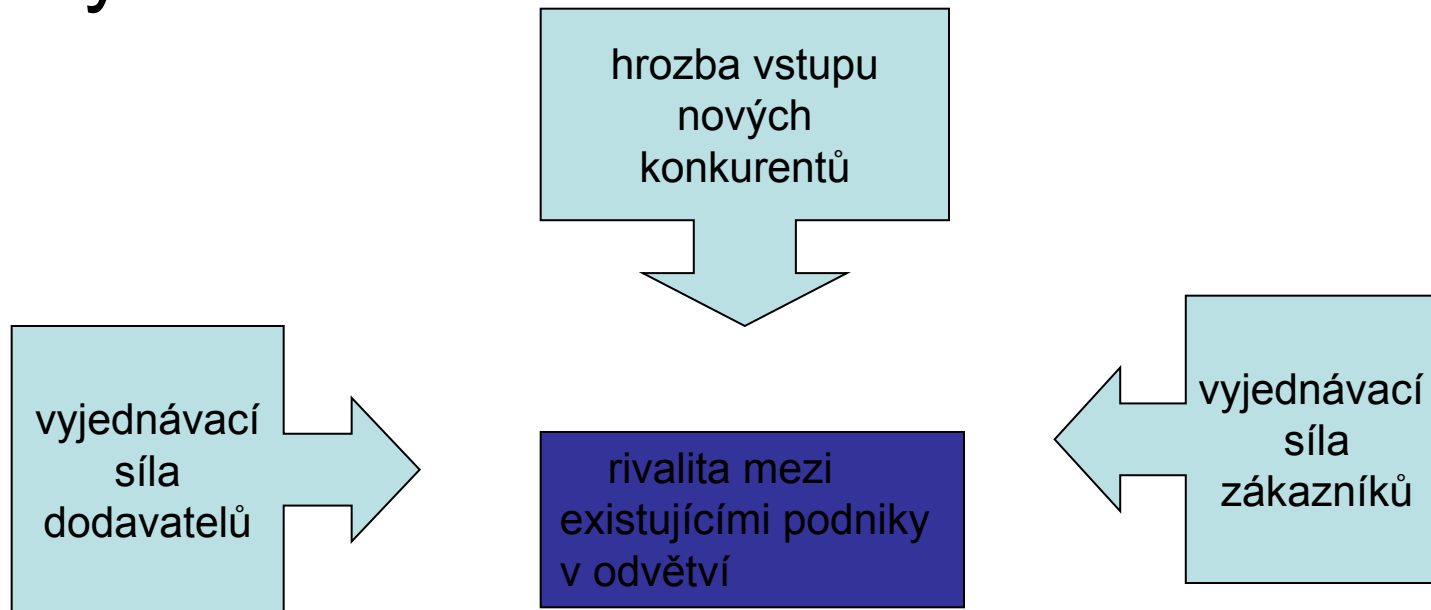 hrozba vstupu
nových
konkurentů
vyjednávací
síla
dodavatelů
rivalita mezi
existujícími podniky
v odvětví
vyjednávací
síla
zákazníků